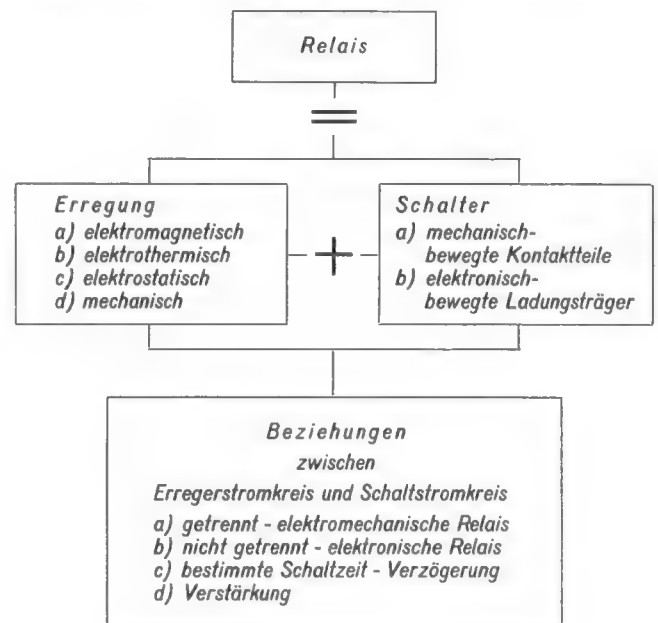 Relais
=
Erregung
a) elektromagnetisch
b) elektrothermisch
c) elektrostatisch
d) mechanisch
+
Schalter
a) mechanisch-
bewegte Kontaktteile
b) elektronisch-
bewegte Ladungsträger
Beziehungen
zwischen
Erregerstromkreis und Schaltstromkreis
a) getrennt - elektromechanische Relais
b) nicht getrennt - elektronische Relais
c) bestimmte Schaltzeit - Verzögerung
d) Verstärkung